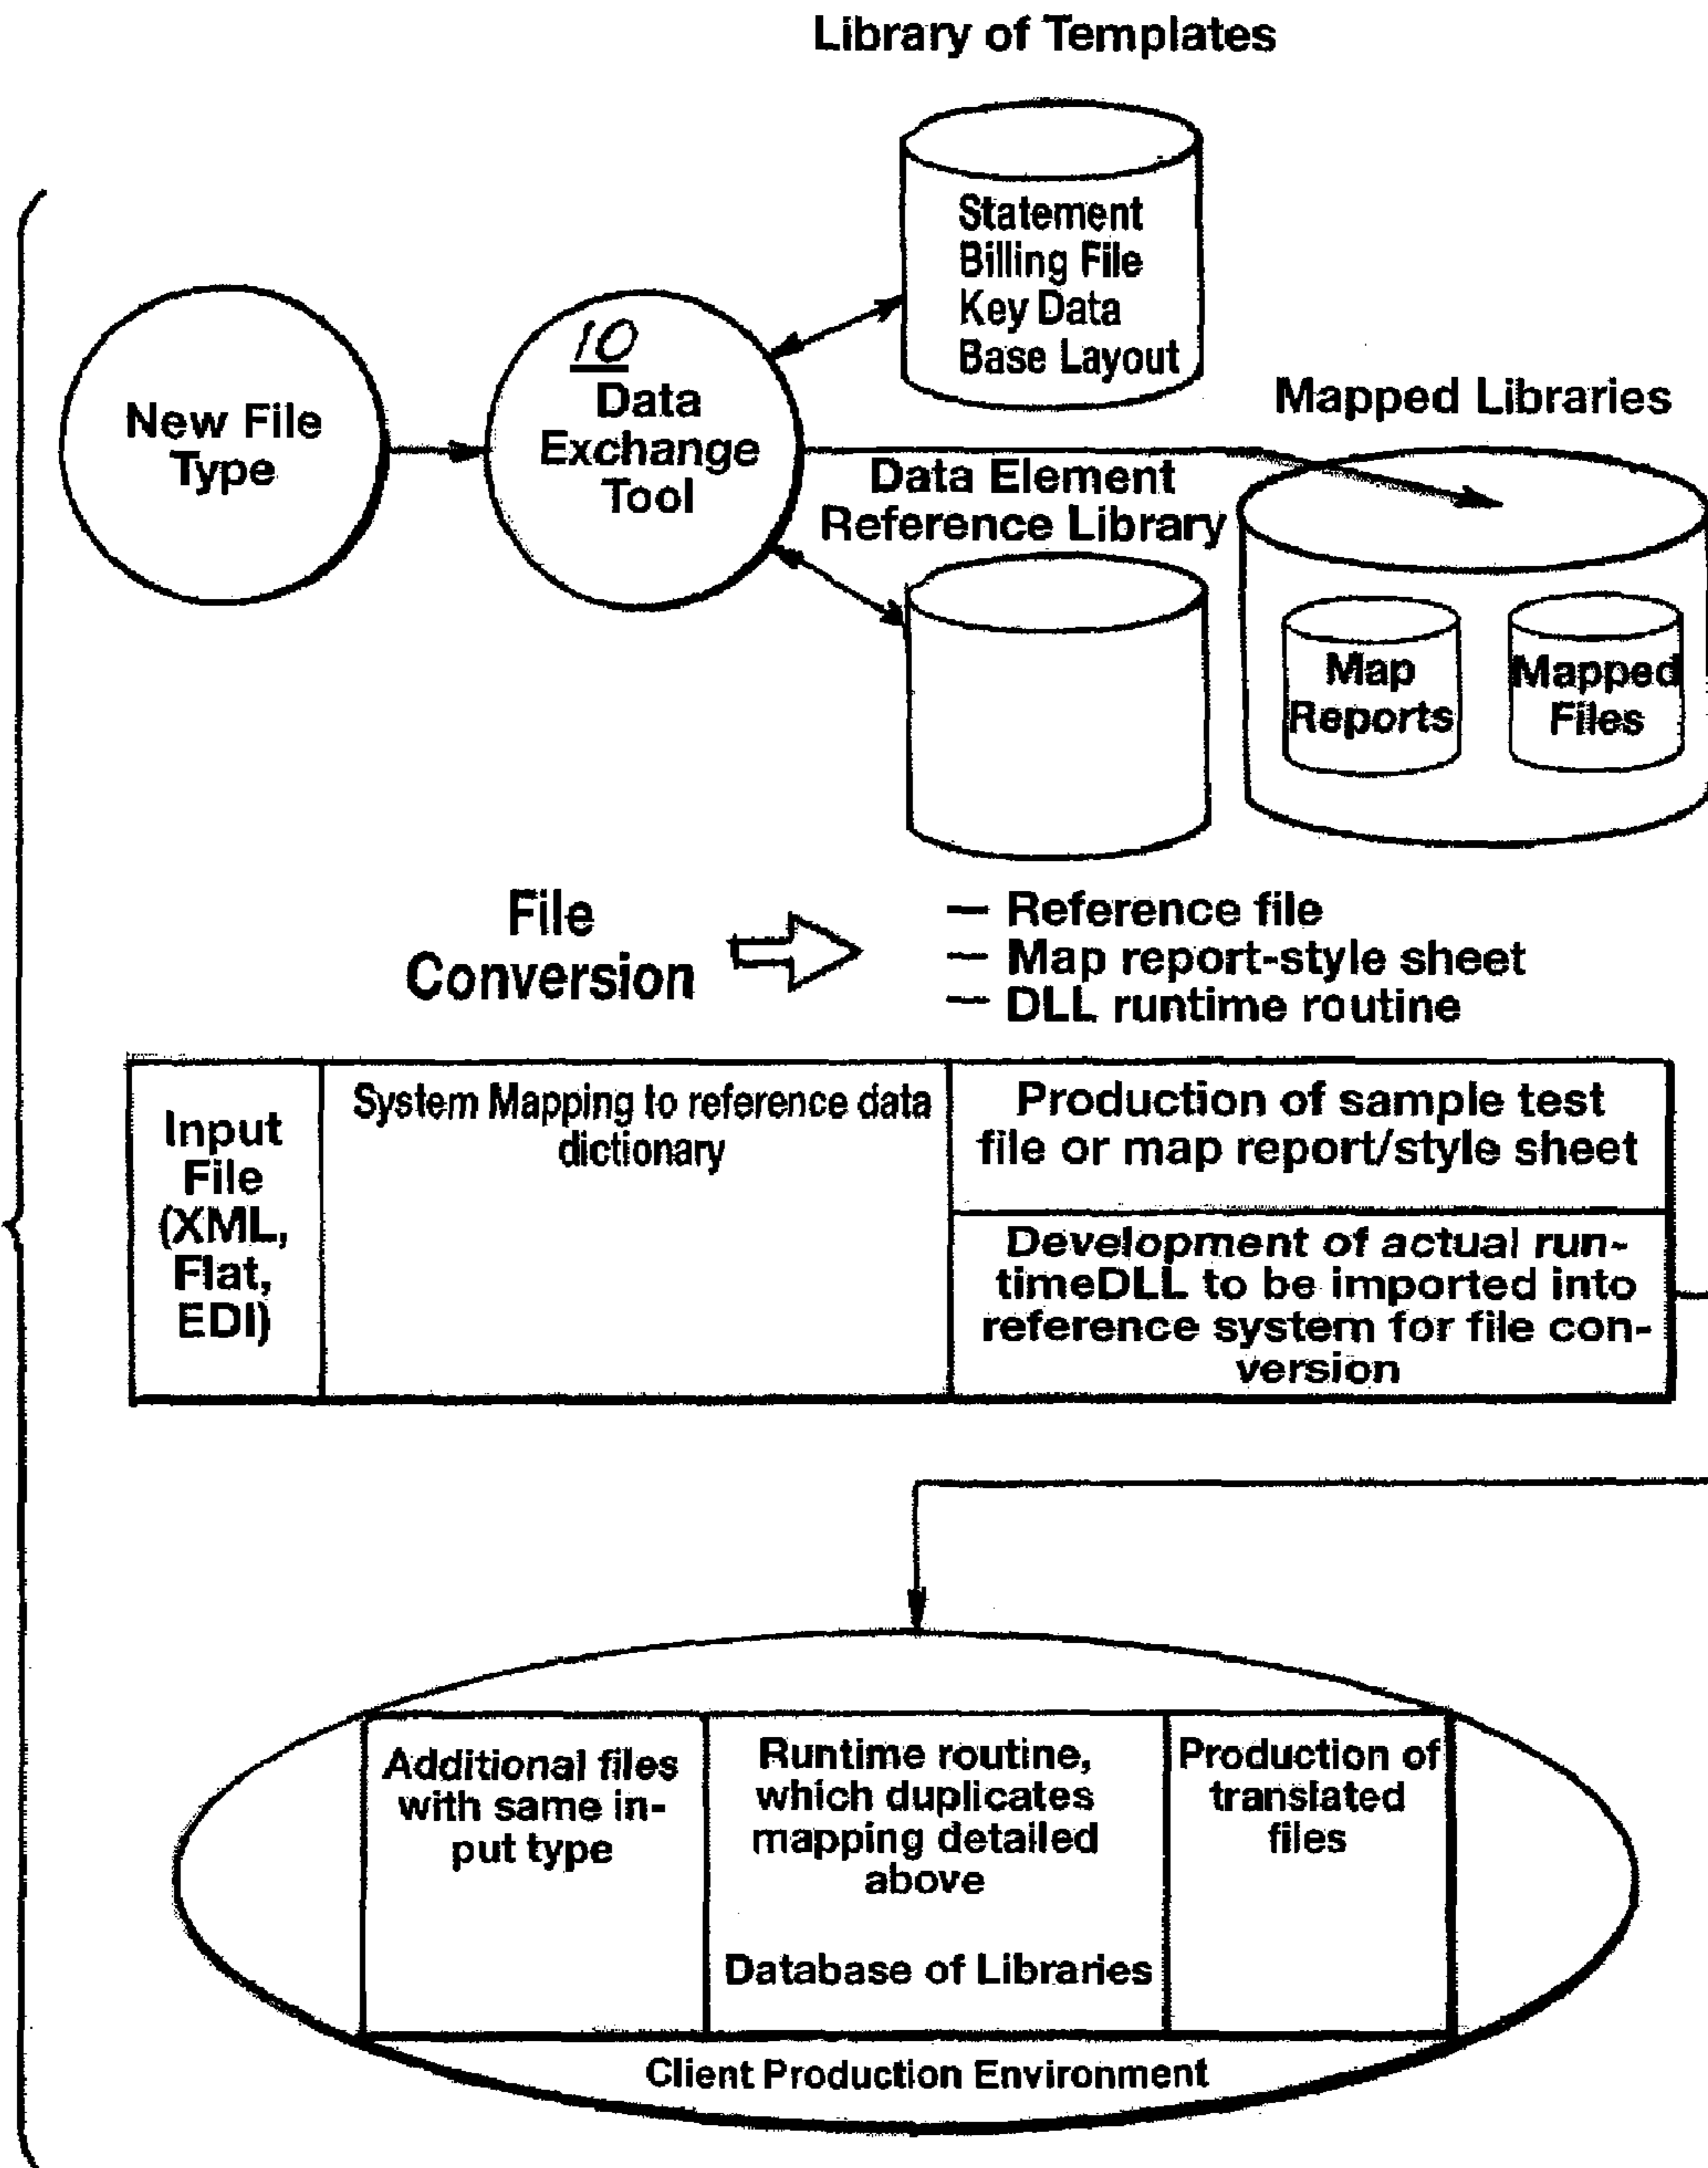 Library of Templates
Statement
Billing File
Key Data
Base Layout
New File
Type
10
Data
Exchange
Tool
Mapped Libraries
Data Element
Reference Library
Map
Reports
Mapped
Files
File
Conversion
— Reference file
— Map report-style sheet
— DLL runtime routine
Input
File
(XML,
Flat,
EDI)
System Mapping to reference data
dictionary
Production of sample test
file or map report/style sheet
Development of actual run-
timeDLL to be imported into
reference system for file con-
version
Additional files
with same in-
put type
Runtime routine,
which duplicates
mapping detailed
above
Database of Libraries
Production of
translated
files
Client Production Environment